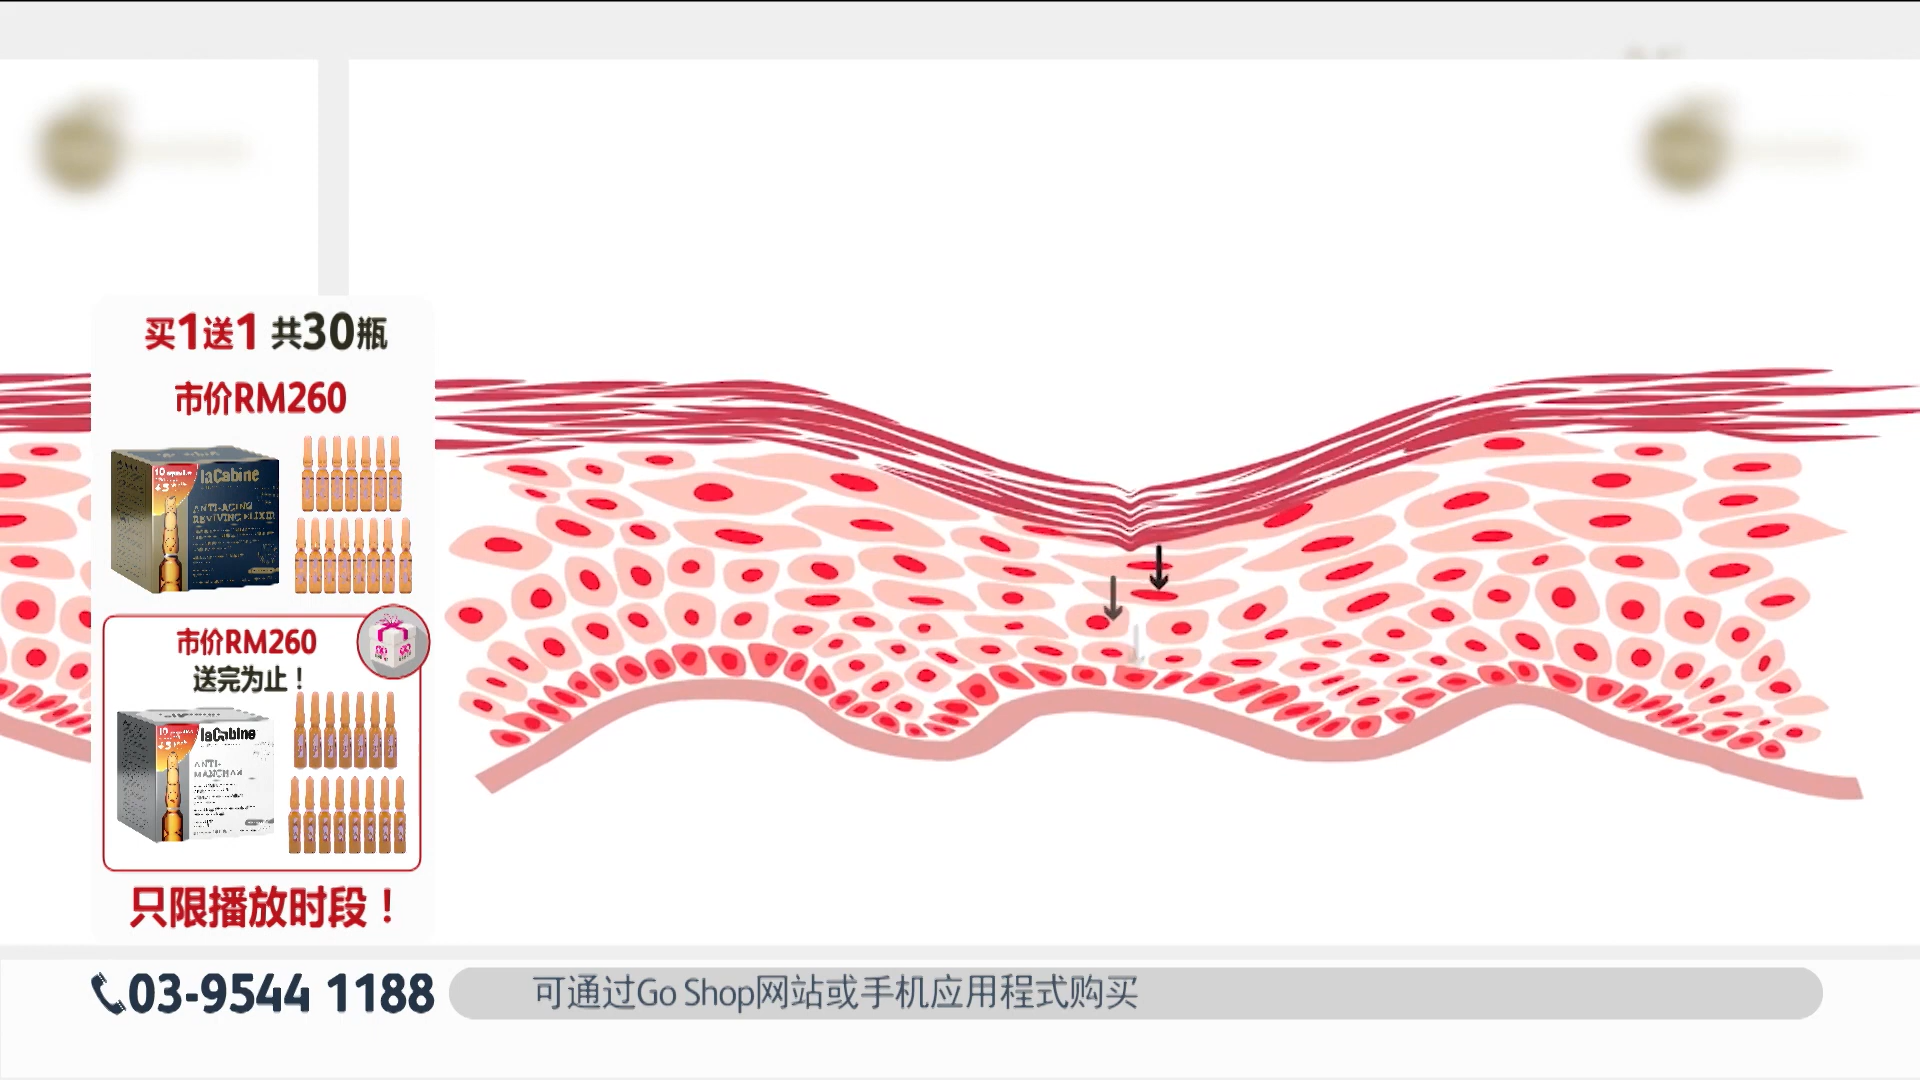 买1送1 共30瓶
市价RM260
10 ampoules
laCabine
ANTI-AGING
REVIVING ELIXIR
市价RM260
送完为止！
laCabine
ANTI-
MANCHAS
只限播放时段！
03-9544 1188
可通过Go Shop网站或手机应用程式购买